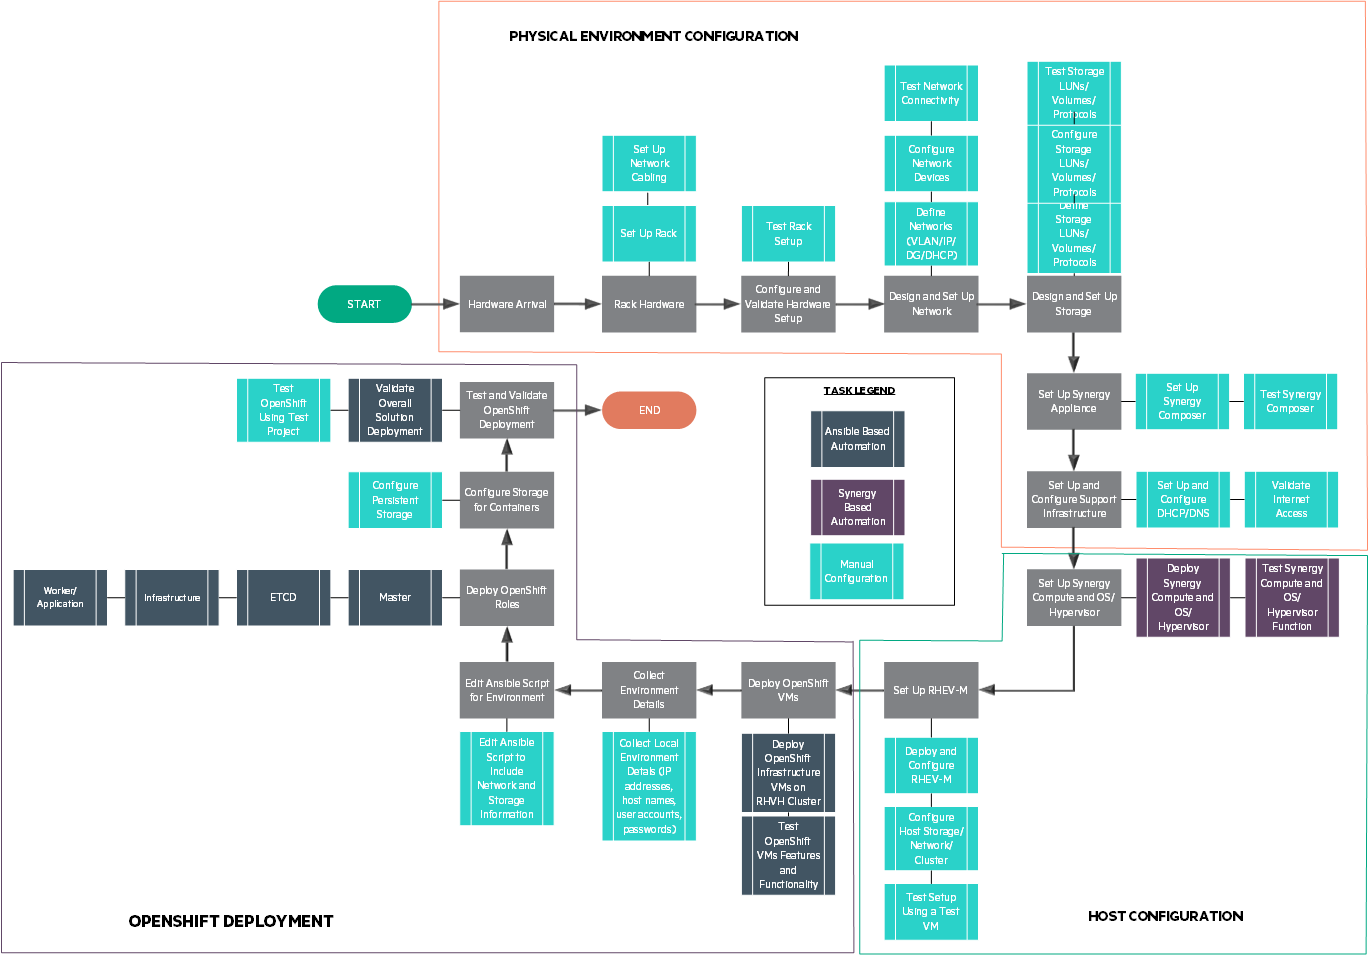 PHYSICAL ENVIRONMENT CONFIGURATION
Test Network
Connectivity
Test Storage
LUNs/
Volumes/
Protocols
Set Up
Network
Cabling
Configure
Network
Devices
Configure
Storage
LUNs/
Volumes/
Protocols
Set Up Rack
Test Rack
Setup
Define
Networks
(VLAN/IP/
DG/DHCP)
Define
Storage
LUNs/
Volumes/
Protocols
START
Hardware Arrival
Rack Hardware
Configure and
Validate Hardware
Setup
Design and Set Up
Network
Design and Set Up
Storage
Test
OpenShift
Using Test
Project
Validate
Overall
Solution
Deployment
Test and Validate
OpenShift
Deployment
END
TASK LEGEND
Ansible Based
Automation
Synergy
Based
Automation
Manual
Configuration
Set Up Synergy
Appliance
Set Up
Synergy
Composer
Test Synergy
Composer
Configure
Persistent
Storage
Configure Storage
for Containers
Set Up and
Configure Support
Infrastructure
Set Up and
Configure
DHCP/DNS
Validate
Internet
Access
Worker/
Application
Infrastructure
ETCD
Master
Deploy OpenShift
Roles
Set Up Synergy
Compute and OS/
Hypervisor
Deploy
Synergy
Compute and
OS/
Hypervisor
Test Synergy
Compute and
OS/
Hypervisor
Function
Edit Ansible Script
for Environment
Collect
Environment
Details
Deploy OpenShift
VMs
Set Up RHEV-M
Edit Ansible
Script to
Include
Network and
Storage
Information
Collect Local
Environment
Details (IP
addresses,
host names,
user accounts,
passwords)
Deploy
OpenShift
Infrastructure
VMs on
RHVH Cluster
Test
OpenShift
VMs Features
and
Functionality
Deploy and
Configure
RHEV-M
Configure
Host Storage/
Network/
Cluster
Test Setup
Using a Test
VM
OPENSHIFT DEPLOYMENT
HOST CONFIGURATION